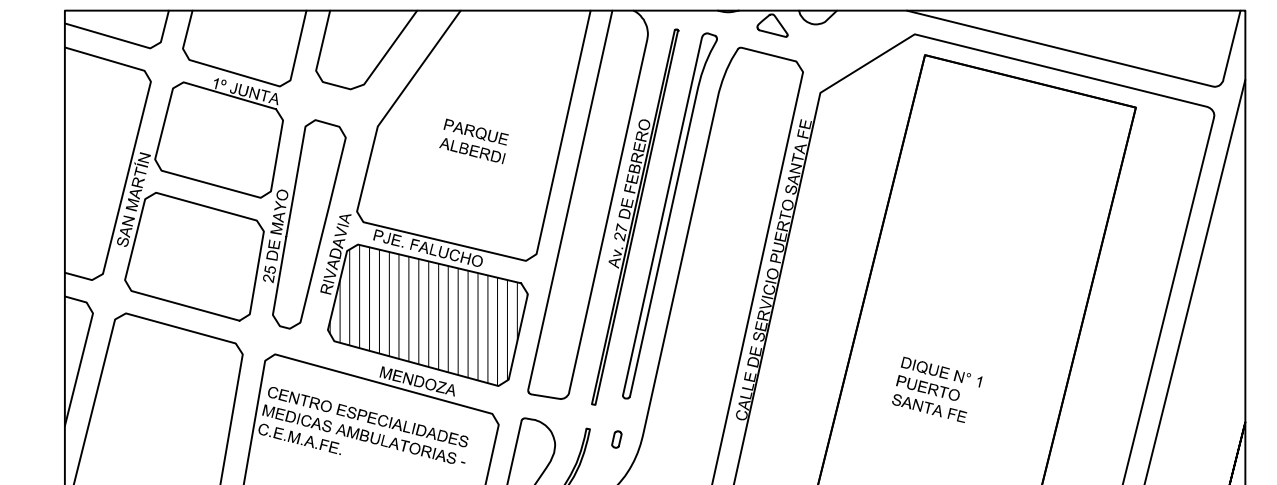 1º JUNTA
PARQUE
ALBERDI
SAN MARTÍN
25 DE MAYO
RIVADAVIA
PJE. FALUCHO
Av. 27 DE FEBRERO
CALLE DE SERVICIO PUERTO SANTA FE
MENDOZA
CENTRO ESPECIALIDADES
MEDICAS AMBULATORIAS -
C.E.M.A.FE.
DIQUE N° 1
PUERTO
SANTA FE